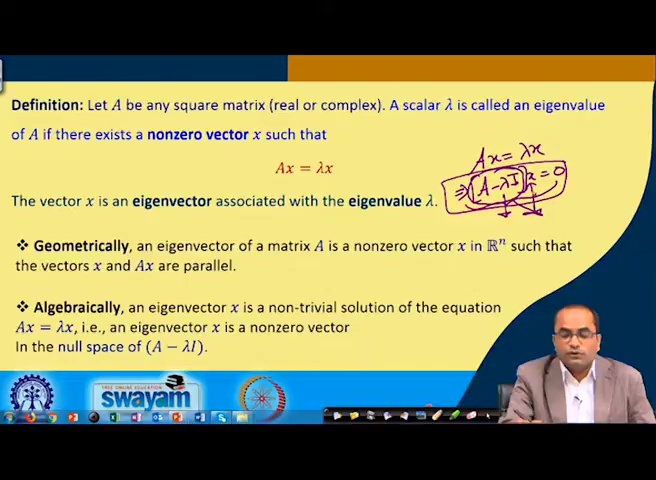 Definition: Let A be any square matrix (real or complex). A scalar λ is called an eigenvalue
of A if there exists a nonzero vector x such that
Ax = λx
Ax = λx
⇒ (A-λI)x = 0
The vector x is an eigenvector associated with the eigenvalue λ.
❖ Geometrically, an eigenvector of a matrix A is a nonzero vector x in ℝⁿ such that
the vectors x and Ax are parallel.
❖ Algebraically, an eigenvector x is a non-trivial solution of the equation
Ax = λx, i.e., an eigenvector x is a nonzero vector
In the null space of (A − λI).
FREE ONLINE EDUCATION
swayam